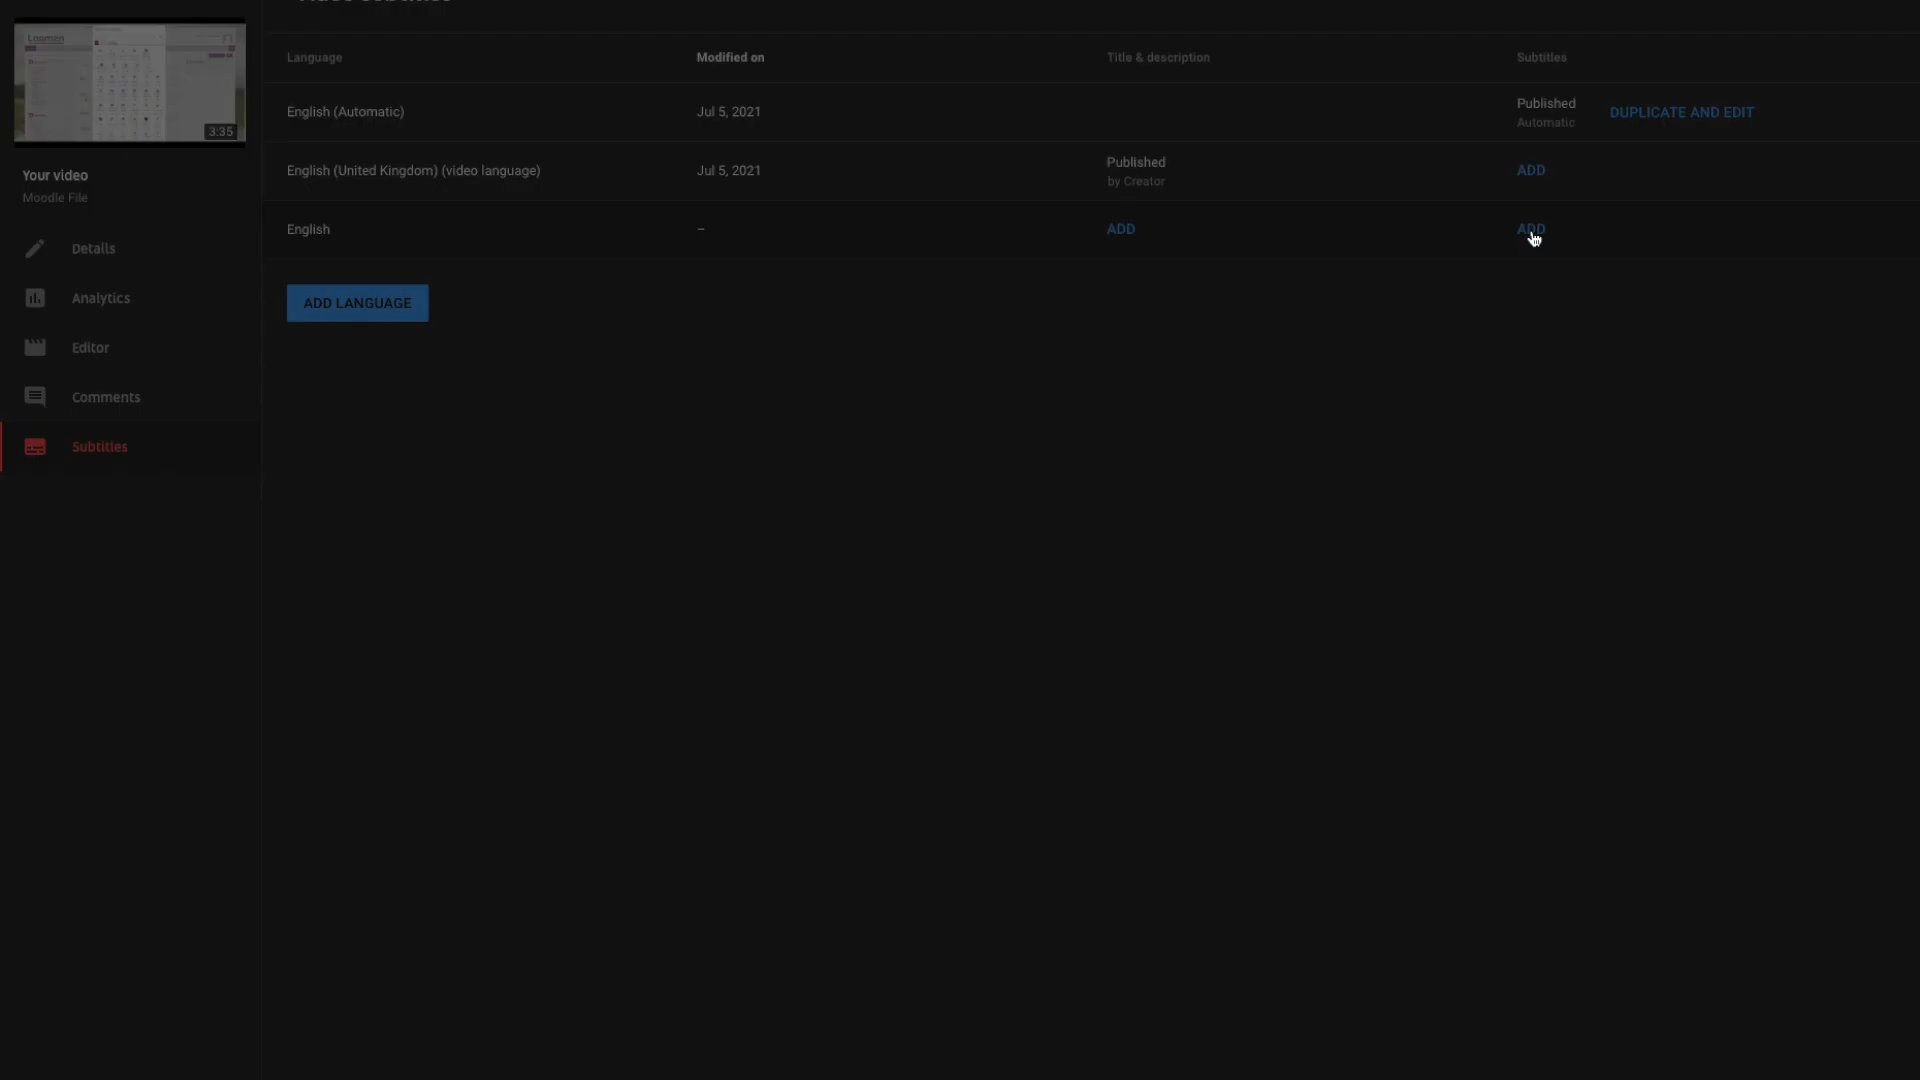 Video subtitles
Language Modified on Title & description Subtitles
English (Automatic) Jul 5, 2021 Published DUPLICATE AND EDIT
Automatic
English (United Kingdom) (video language) Jul 5, 2021 Published ADD
by Creator
English – ADD ADD
ADD LANGUAGE
3:35
Your video
Moodle File
Details
Analytics
Editor
Comments
Subtitles